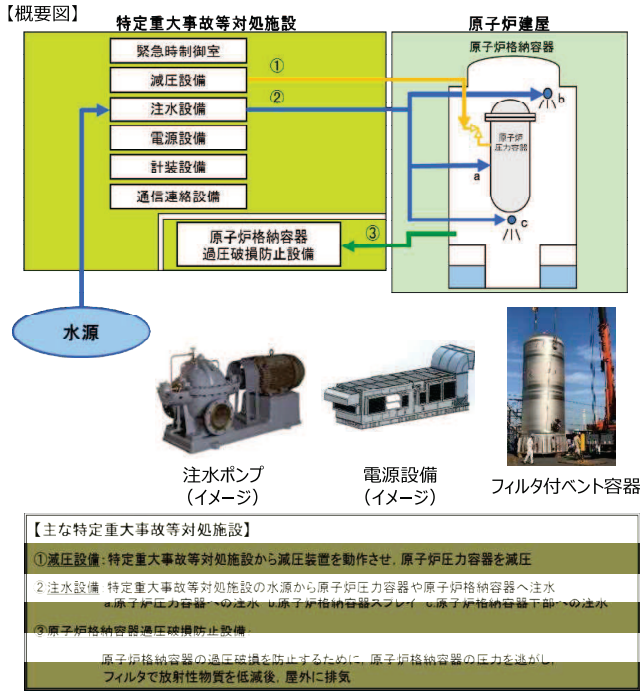 【概要図】
特定重大事故等対処施設
原子炉建屋
緊急時制御室
減圧設備
注水設備
電源設備
計装設備
通信連絡設備
原子炉格納容器
過圧破損防止設備
①
②
③
原子炉格納容器
原子炉
圧力容器
a
b
c
水源
注水ポンプ
（イメージ）
電源設備
（イメージ）
フィルタ付ベント容器
【主な特定重大事故等対処施設】
①減圧設備：特定重大事故等対処施設から減圧装置を動作させ，原子炉圧力容器を減圧
②注水設備：特定重大事故等対処施設の水源から原子炉圧力容器や原子炉格納容器へ注水
a.原子炉圧力容器への注水 b.原子炉格納容器スプレイ c.原子炉格納容器下部への注水
③原子炉格納容器過圧破損防止設備：
原子炉格納容器の過圧破損を防止するために，原子炉格納容器の圧力を逃がし，
フィルタで放射性物質を低減後，屋外に排気